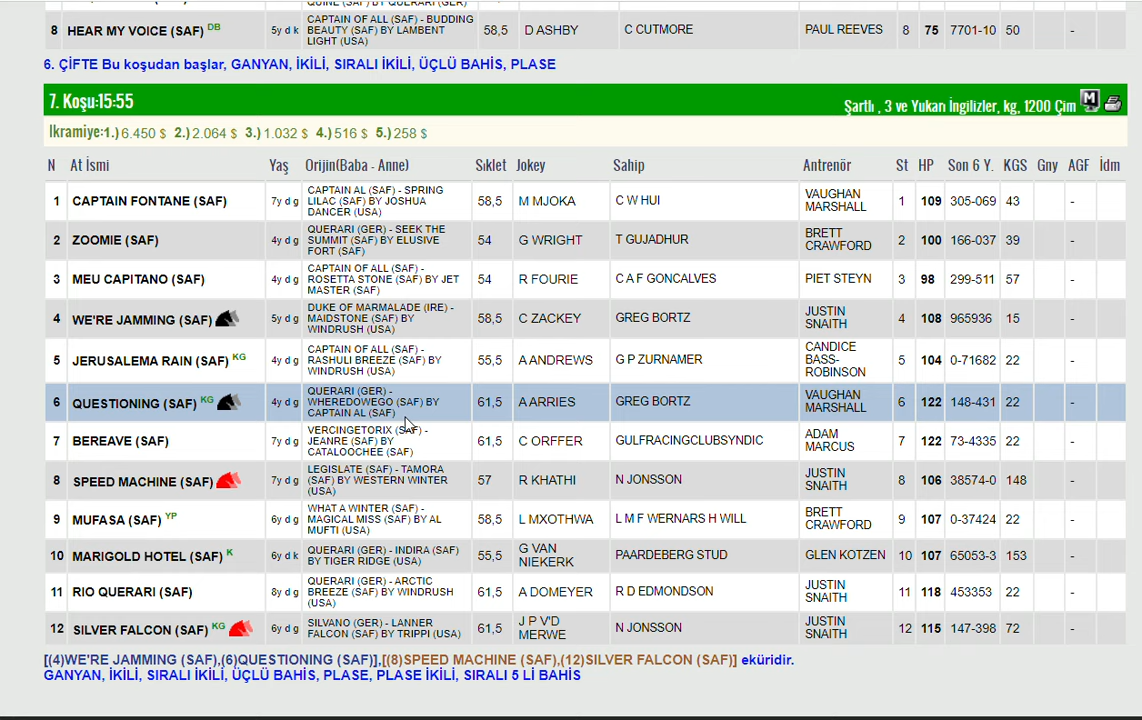 QUINE (SAF) BY QUERARI (GER)
8 HEAR MY VOICE (SAF) DB 5y d k CAPTAIN OF ALL (SAF) - BUDDING BEAUTY (SAF) BY LAMBENT LIGHT (USA) 58,5 D ASHBY C CUTMORE PAUL REEVES 8 75 7701-10 50 -
6. ÇİFTE Bu koşudan başlar, GANYAN, İKİLİ, SIRALI İKİLİ, ÜÇLÜ BAHİS, PLASE
7. Koşu:15:55 Şartlı , 3 ve Yukarı İngilizler, kg, 1200 Çim M
İkramiye:1.) 6.450 $ 2.) 2.064 $ 3.) 1.032 $ 4.) 516 $ 5.) 258 $
N At İsmi Yaş Orijin(Baba - Anne) Sıklet Jokey Sahip Antrenör St HP Son 6 Y. KGS Gny AGF İdm
1 CAPTAIN FONTANE (SAF) 7y d g CAPTAIN AL (SAF) - SPRING LILAC (SAF) BY JOSHUA DANCER (USA) 58,5 M MJOKA C W HUI VAUGHAN MARSHALL 1 109 305-069 43 -
2 ZOOMIE (SAF) 4y d g QUERARI (GER) - SEEK THE SUMMIT (SAF) BY ELUSIVE FORT (SAF) 54 G WRIGHT T GUJADHUR BRETT CRAWFORD 2 100 166-037 39 -
3 MEU CAPITANO (SAF) 4y d g CAPTAIN OF ALL (SAF) - ROSETTA STONE (SAF) BY JET MASTER (SAF) 54 R FOURIE C A F GONCALVES PIET STEYN 3 98 299-511 57 -
4 WE'RE JAMMING (SAF) 5y d g DUKE OF MARMALADE (IRE) - MAIDSTONE (SAF) BY WINDRUSH (USA) 58,5 C ZACKEY GREG BORTZ JUSTIN SNAITH 4 108 965936 15 -
5 JERUSALEMA RAIN (SAF) KG 4y d g CAPTAIN OF ALL (SAF) - RASHULI BREEZE (SAF) BY WINDRUSH (USA) 55,5 A ANDREWS G P ZURNAMER CANDICE BASS-ROBINSON 5 104 0-71682 22 -
6 QUESTIONING (SAF) KG 4y d g QUERARI (GER) - WHEREDOWEGO (SAF) BY CAPTAIN AL (SAF) 61,5 A ARRIES GREG BORTZ VAUGHAN MARSHALL 6 122 148-431 22 -
7 BEREAVE (SAF) 7y d g VERCINGETORIX (SAF) - JEANRE (SAF) BY CATALOOCHEE (SAF) 61,5 C ORFFER GULFRACINGCLUBSYNDIC ADAM MARCUS 7 122 73-4335 22 -
8 SPEED MACHINE (SAF) 7y d g LEGISLATE (SAF) - TAMORA (SAF) BY WESTERN WINTER (USA) 57 R KHATHI N JONSSON JUSTIN SNAITH 8 106 38574-0 148 -
9 MUFASA (SAF) YP 6y d g WHAT A WINTER (SAF) - MAGICAL MISS (SAF) BY AL MUFTI (USA) 58,5 L MXOTHWA L M F WERNARS H WILL BRETT CRAWFORD 9 107 0-37424 22 -
10 MARIGOLD HOTEL (SAF) K 6y d k QUERARI (GER) - INDIRA (SAF) BY TIGER RIDGE (USA) 55,5 G VAN NIEKERK PAARDEBERG STUD GLEN KOTZEN 10 107 65053-3 153 -
11 RIO QUERARI (SAF) 8y d g QUERARI (GER) - ARCTIC BREEZE (SAF) BY WINDRUSH (USA) 61,5 A DOMEYER R D EDMONDSON JUSTIN SNAITH 11 118 453353 22 -
12 SILVER FALCON (SAF) KG 6y d g SILVANO (GER) - LANNER FALCON (SAF) BY TRIPPI (USA) 61,5 J P V'D MERWE N JONSSON JUSTIN SNAITH 12 115 147-398 72 -
[(4)WE'RE JAMMING (SAF),(6)QUESTIONING (SAF)],[(8)SPEED MACHINE (SAF),(12)SILVER FALCON (SAF)] eküridir.
GANYAN, İKİLİ, SIRALI İKİLİ, ÜÇLÜ BAHİS, PLASE, PLASE İKİLİ, SIRALI 5 Lİ BAHİS